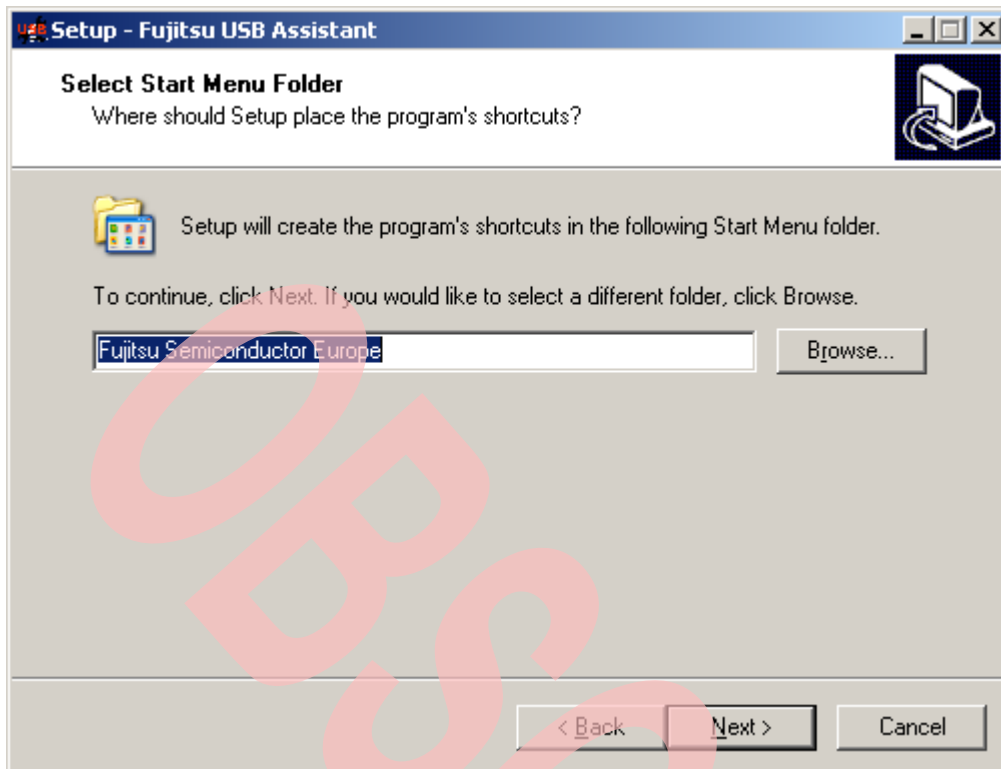 USB Setup - Fujitsu USB Assistant
Select Start Menu Folder
Where should Setup place the program's shortcuts?
Setup will create the program's shortcuts in the following Start Menu folder.
To continue, click Next. If you would like to select a different folder, click Browse.
Fujitsu Semiconductor Europe
Browse...
< Back
Next >
Cancel
OBS